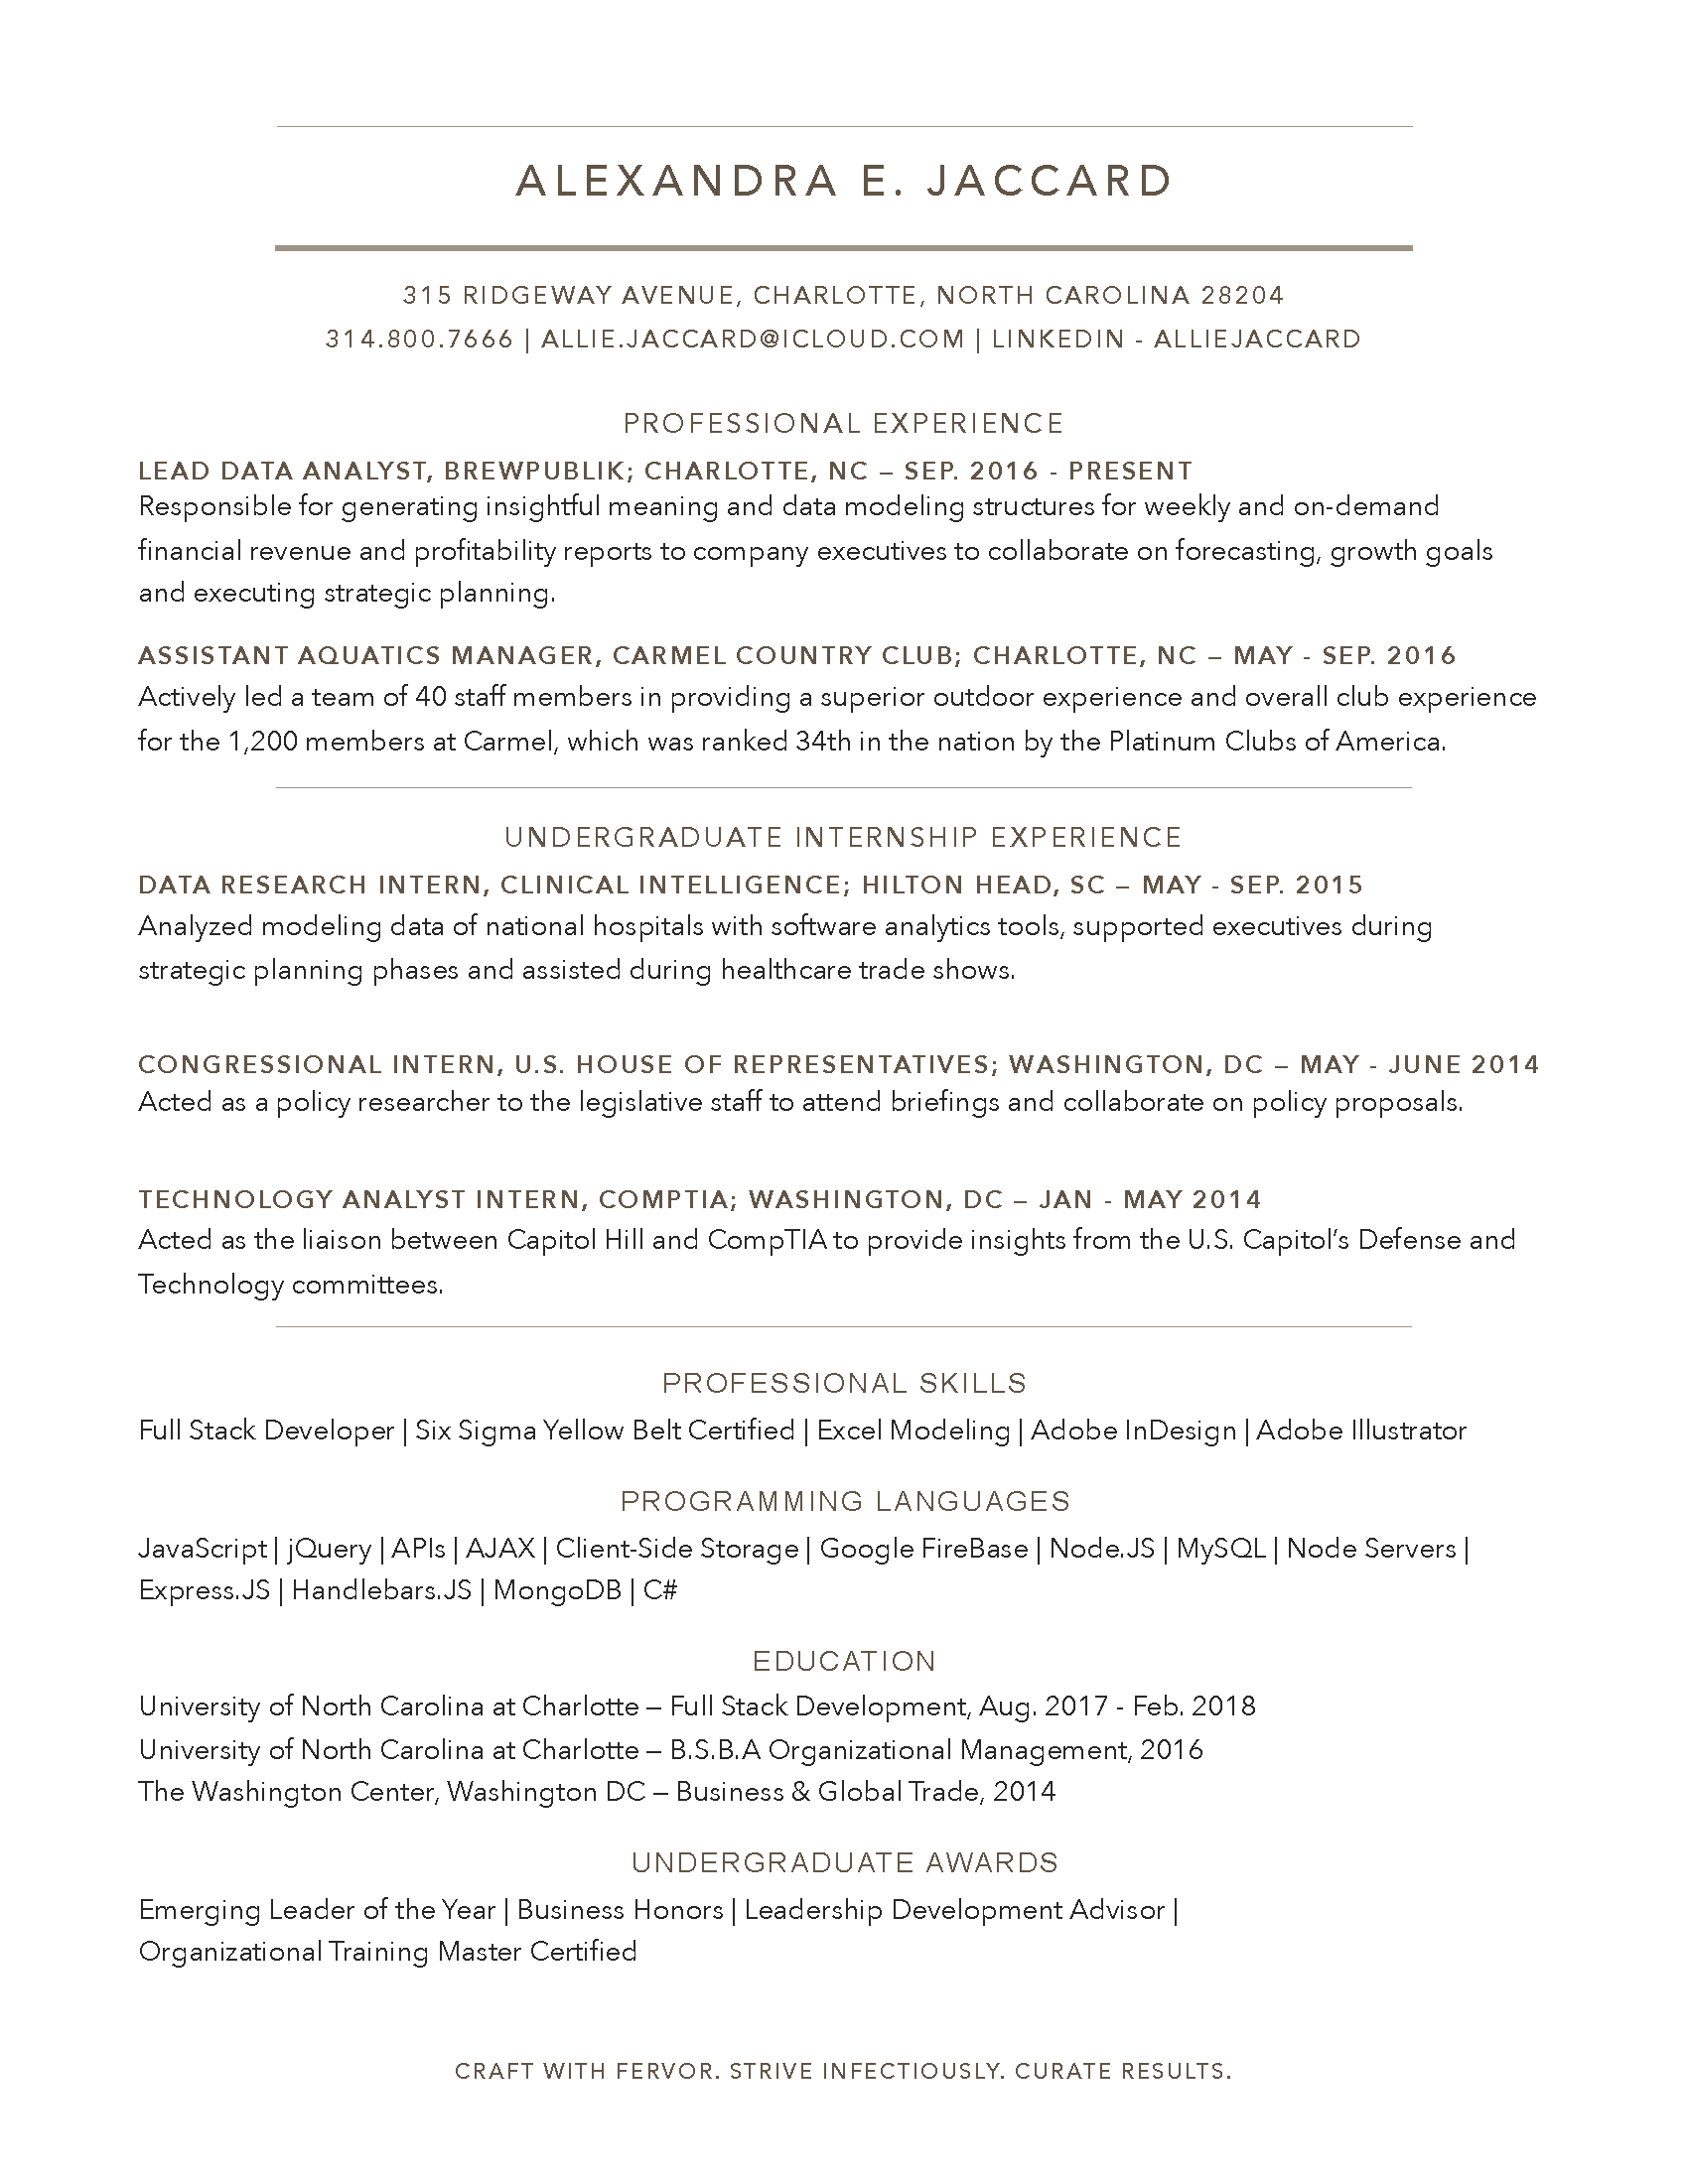 ALEXANDRA E. JACCARD
315 RIDGEWAY AVENUE, CHARLOTTE, NORTH CAROLINA 28204
314.800.7666 | ALLIE.JACCARD@ICLOUD.COM | LINKEDIN - ALLIEJACCARD
PROFESSIONAL EXPERIENCE
LEAD DATA ANALYST, BREWPUBLIK; CHARLOTTE, NC – SEP. 2016 - PRESENT
Responsible for generating insightful meaning and data modeling structures for weekly and on-demand
financial revenue and profitability reports to company executives to collaborate on forecasting, growth goals
and executing strategic planning.
ASSISTANT AQUATICS MANAGER, CARMEL COUNTRY CLUB; CHARLOTTE, NC – MAY - SEP. 2016
Actively led a team of 40 staff members in providing a superior outdoor experience and overall club experience
for the 1,200 members at Carmel, which was ranked 34th in the nation by the Platinum Clubs of America.
UNDERGRADUATE INTERNSHIP EXPERIENCE
DATA RESEARCH INTERN, CLINICAL INTELLIGENCE; HILTON HEAD, SC – MAY - SEP. 2015
Analyzed modeling data of national hospitals with software analytics tools, supported executives during
strategic planning phases and assisted during healthcare trade shows.
CONGRESSIONAL INTERN, U.S. HOUSE OF REPRESENTATIVES; WASHINGTON, DC – MAY - JUNE 2014
Acted as a policy researcher to the legislative staff to attend briefings and collaborate on policy proposals.
TECHNOLOGY ANALYST INTERN, COMPTIA; WASHINGTON, DC – JAN - MAY 2014
Acted as the liaison between Capitol Hill and CompTIA to provide insights from the U.S. Capitol’s Defense and
Technology committees.
PROFESSIONAL SKILLS
Full Stack Developer | Six Sigma Yellow Belt Certified | Excel Modeling | Adobe InDesign | Adobe Illustrator
PROGRAMMING LANGUAGES
JavaScript | jQuery | APIs | AJAX | Client-Side Storage | Google FireBase | Node.JS | MySQL | Node Servers |
Express.JS | Handlebars.JS | MongoDB | C#
EDUCATION
University of North Carolina at Charlotte – Full Stack Development, Aug. 2017 - Feb. 2018
University of North Carolina at Charlotte – B.S.B.A Organizational Management, 2016
The Washington Center, Washington DC – Business & Global Trade, 2014
UNDERGRADUATE AWARDS
Emerging Leader of the Year | Business Honors | Leadership Development Advisor |
Organizational Training Master Certified
CRAFT WITH FERVOR. STRIVE INFECTIOUSLY. CURATE RESULTS.